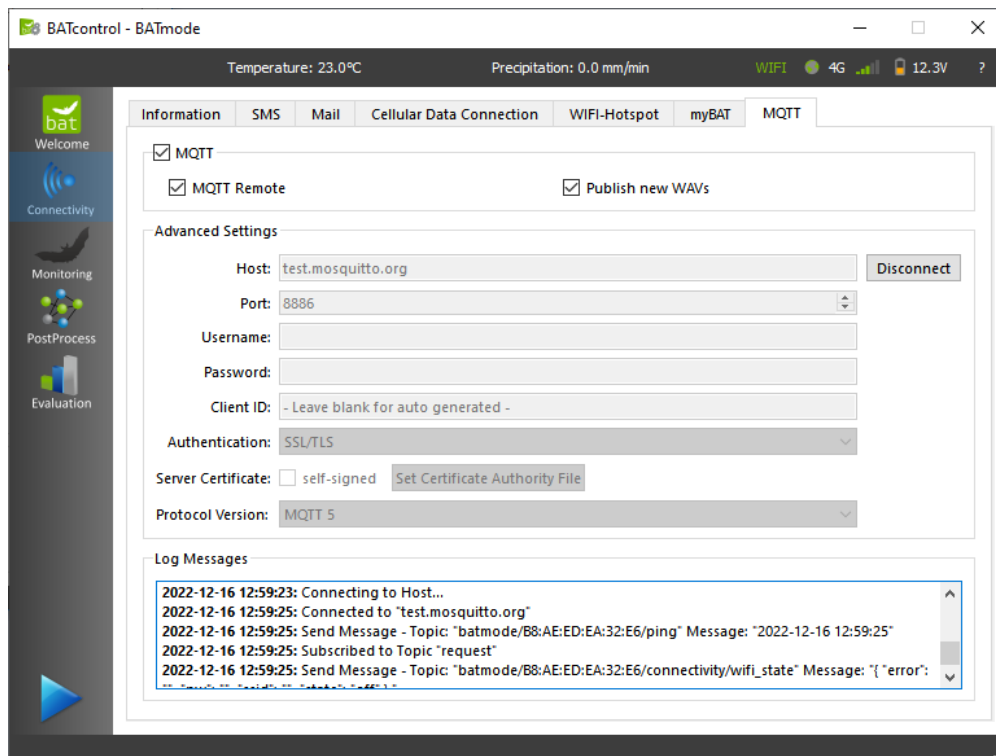 BATcontrol - BATmode
Temperature: 23.0°C
Precipitation: 0.0 mm/min
WIFI
4G
12.3V
?
bat
Welcome
Connectivity
Monitoring
PostProcess
Evaluation
Information
SMS
Mail
Cellular Data Connection
WIFI-Hotspot
myBAT
MQTT
MQTT
MQTT Remote
Publish new WAVs
Advanced Settings
Host: test.mosquitto.org
Disconnect
Port: 8886
Username:
Password:
Client ID: - Leave blank for auto generated -
Authentication: SSL/TLS
Server Certificate: self-signed Set Certificate Authority File
Protocol Version: MQTT 5
Log Messages
2022-12-16 12:59:23: Connecting to Host...
2022-12-16 12:59:25: Connected to "test.mosquitto.org"
2022-12-16 12:59:25: Send Message - Topic: "batmode/B8:AE:ED:EA:32:E6/ping" Message: "2022-12-16 12:59:25"
2022-12-16 12:59:25: Subscribed to Topic "request"
2022-12-16 12:59:25: Send Message - Topic: "batmode/B8:AE:ED:EA:32:E6/connectivity/wifi_state" Message: "{ "error":